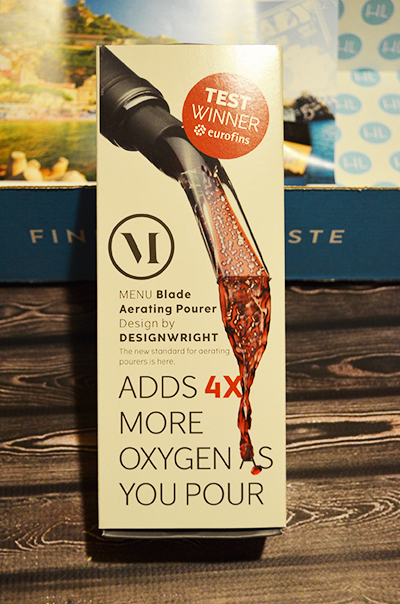 TEST
WINNER
eurofins
M
MENU Blade
Aerating Pourer
Design by
DESIGNWRIGHT
The new standard for aerating
pourers is here.
ADDS 4X
MORE
OXYGEN AS
YOU POUR